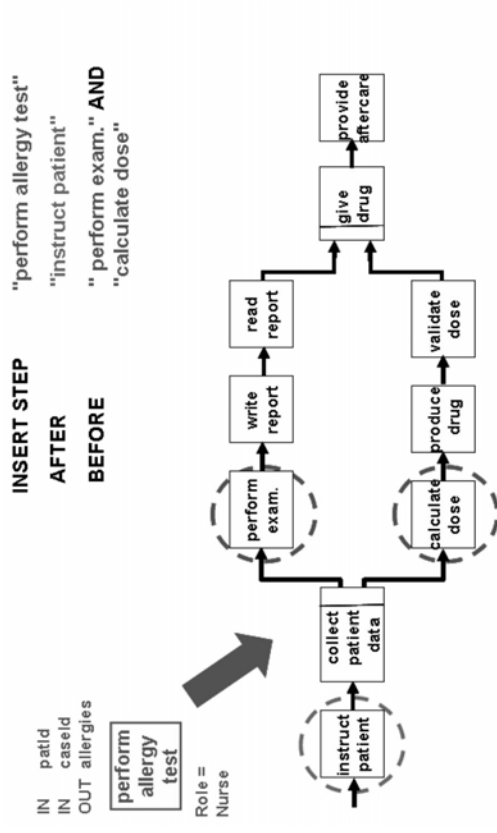 INSERT STEP "perform allergy test"
AFTER "instruct patient"
BEFORE " perform exam." AND
"calculate dose"
IN patId
IN caseId
OUT allergies
perform
allergy
test
Role =
Nurse
instruct
patient
collect
patient
data
perform
exam.
write
report
read
report
calculate
dose
produce
drug
validate
dose
give
drug
provide
aftercare